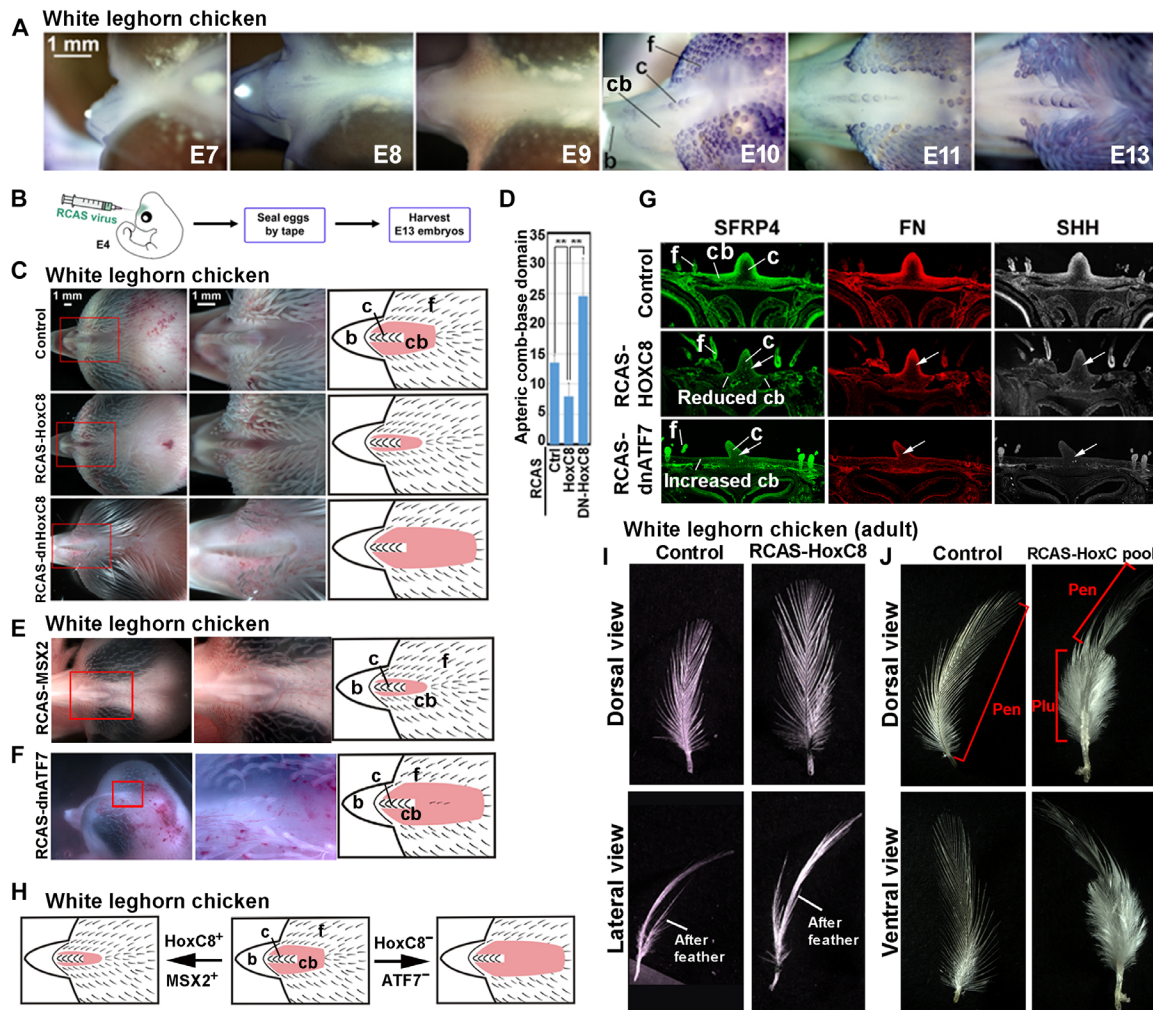 A
White leghorn chicken
1 mm
E7
E8
E9
f
c
cb
b
E10
E11
E13
B
RCAS virus
E4
Seal eggs
by tape
Harvest
E13 embryos
C
White leghorn chicken
Control
1 mm
1 mm
c
f
b
cb
RCAS-HoxC8
RCAS-dnHoxC8
D
Apteric comb-base domain
35
30
25
20
15
10
5
0
**
**
RCAS
Ctrl
HoxC8
DN-HoxC8
E
White leghorn chicken
RCAS-MSX2
c
f
b
cb
F
RCAS-dnATF7
c
f
b
cb
G
SFRP4
FN
SHH
Control
f
cb
c
RCAS-
HOXC8
f
c
Reduced cb
RCAS-
dnATF7
f
c
Increased cb
H
White leghorn chicken
HoxC8+
MSX2+
c
f
b
cb
HoxC8−
ATF7−
White leghorn chicken (adult)
I
Control
RCAS-HoxC8
Dorsal view
Lateral view
After
feather
After
feather
J
Control
RCAS-HoxC pool
Dorsal view
Pen
Pen
Plu
Ventral view